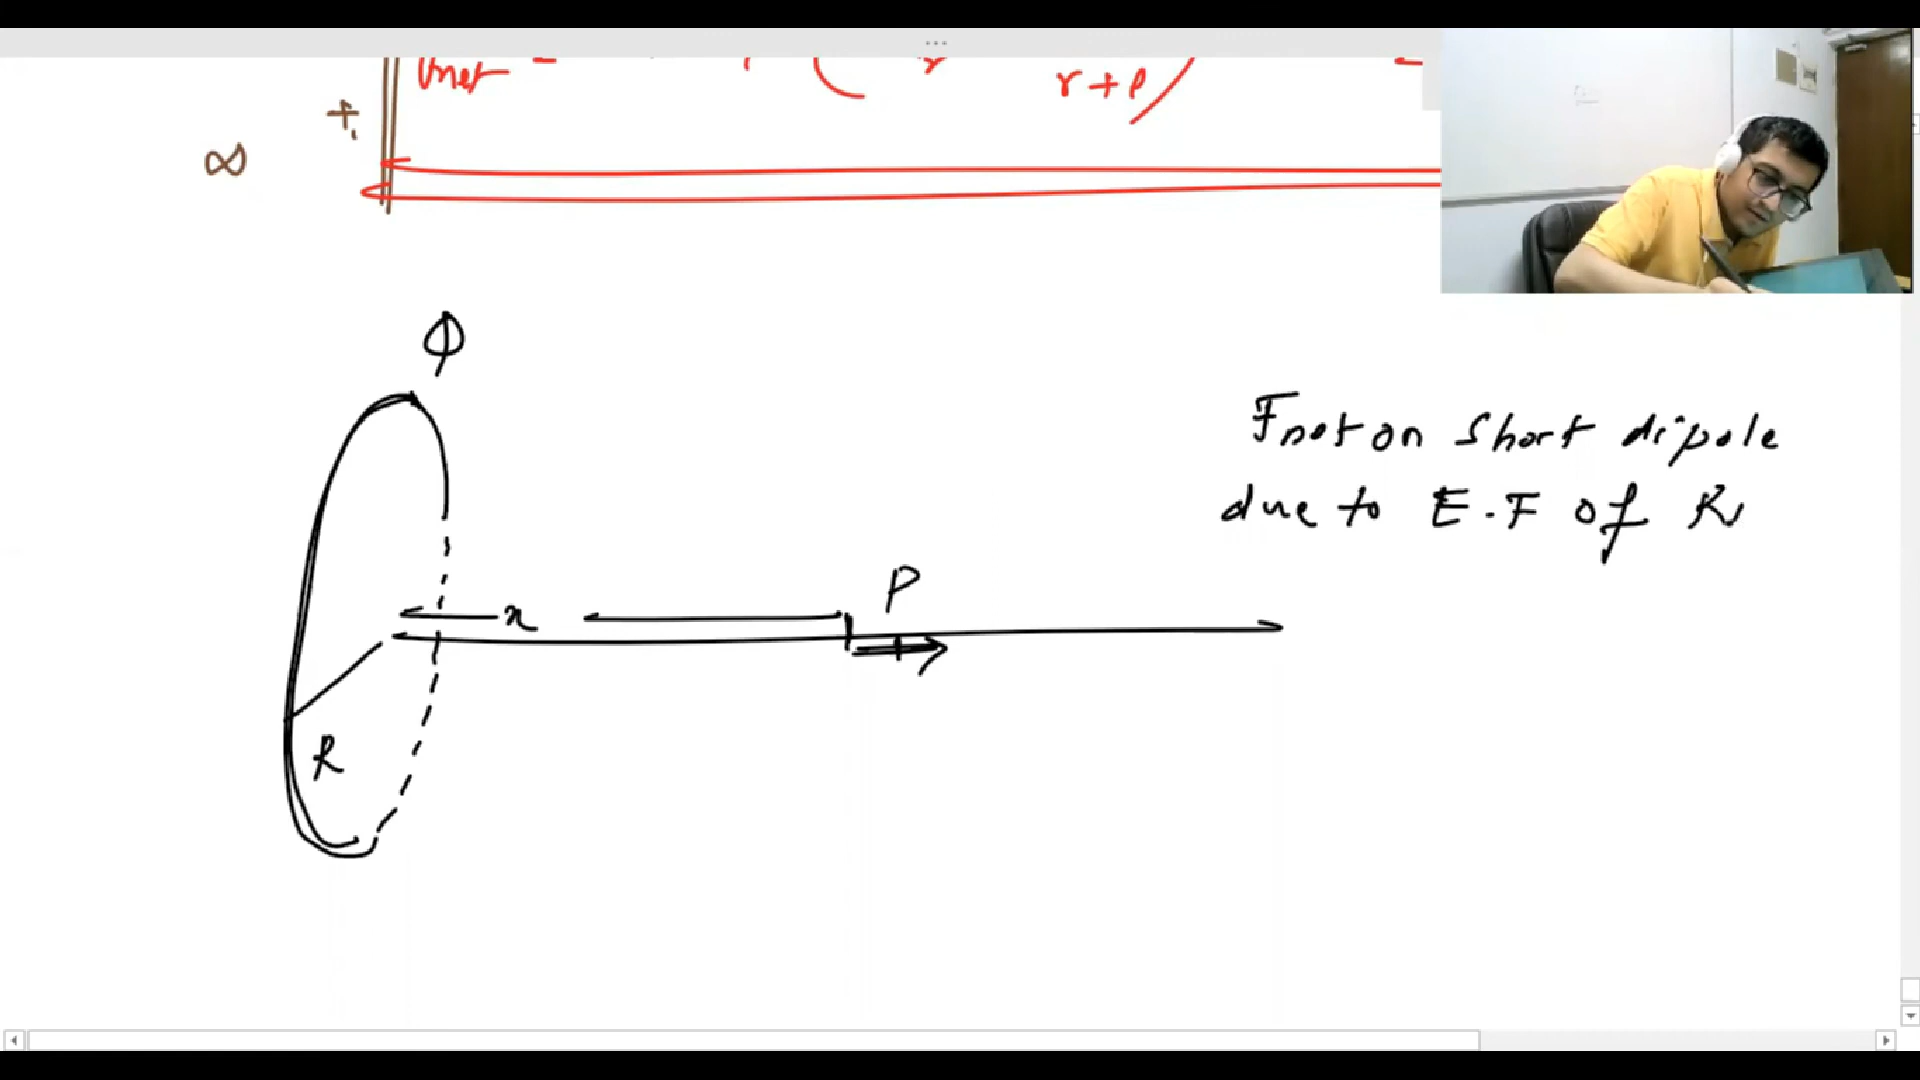 Vnet =
r
r+l
+
∞
Q
Fnet on Short dipole
due to E.F of R
P
x
R